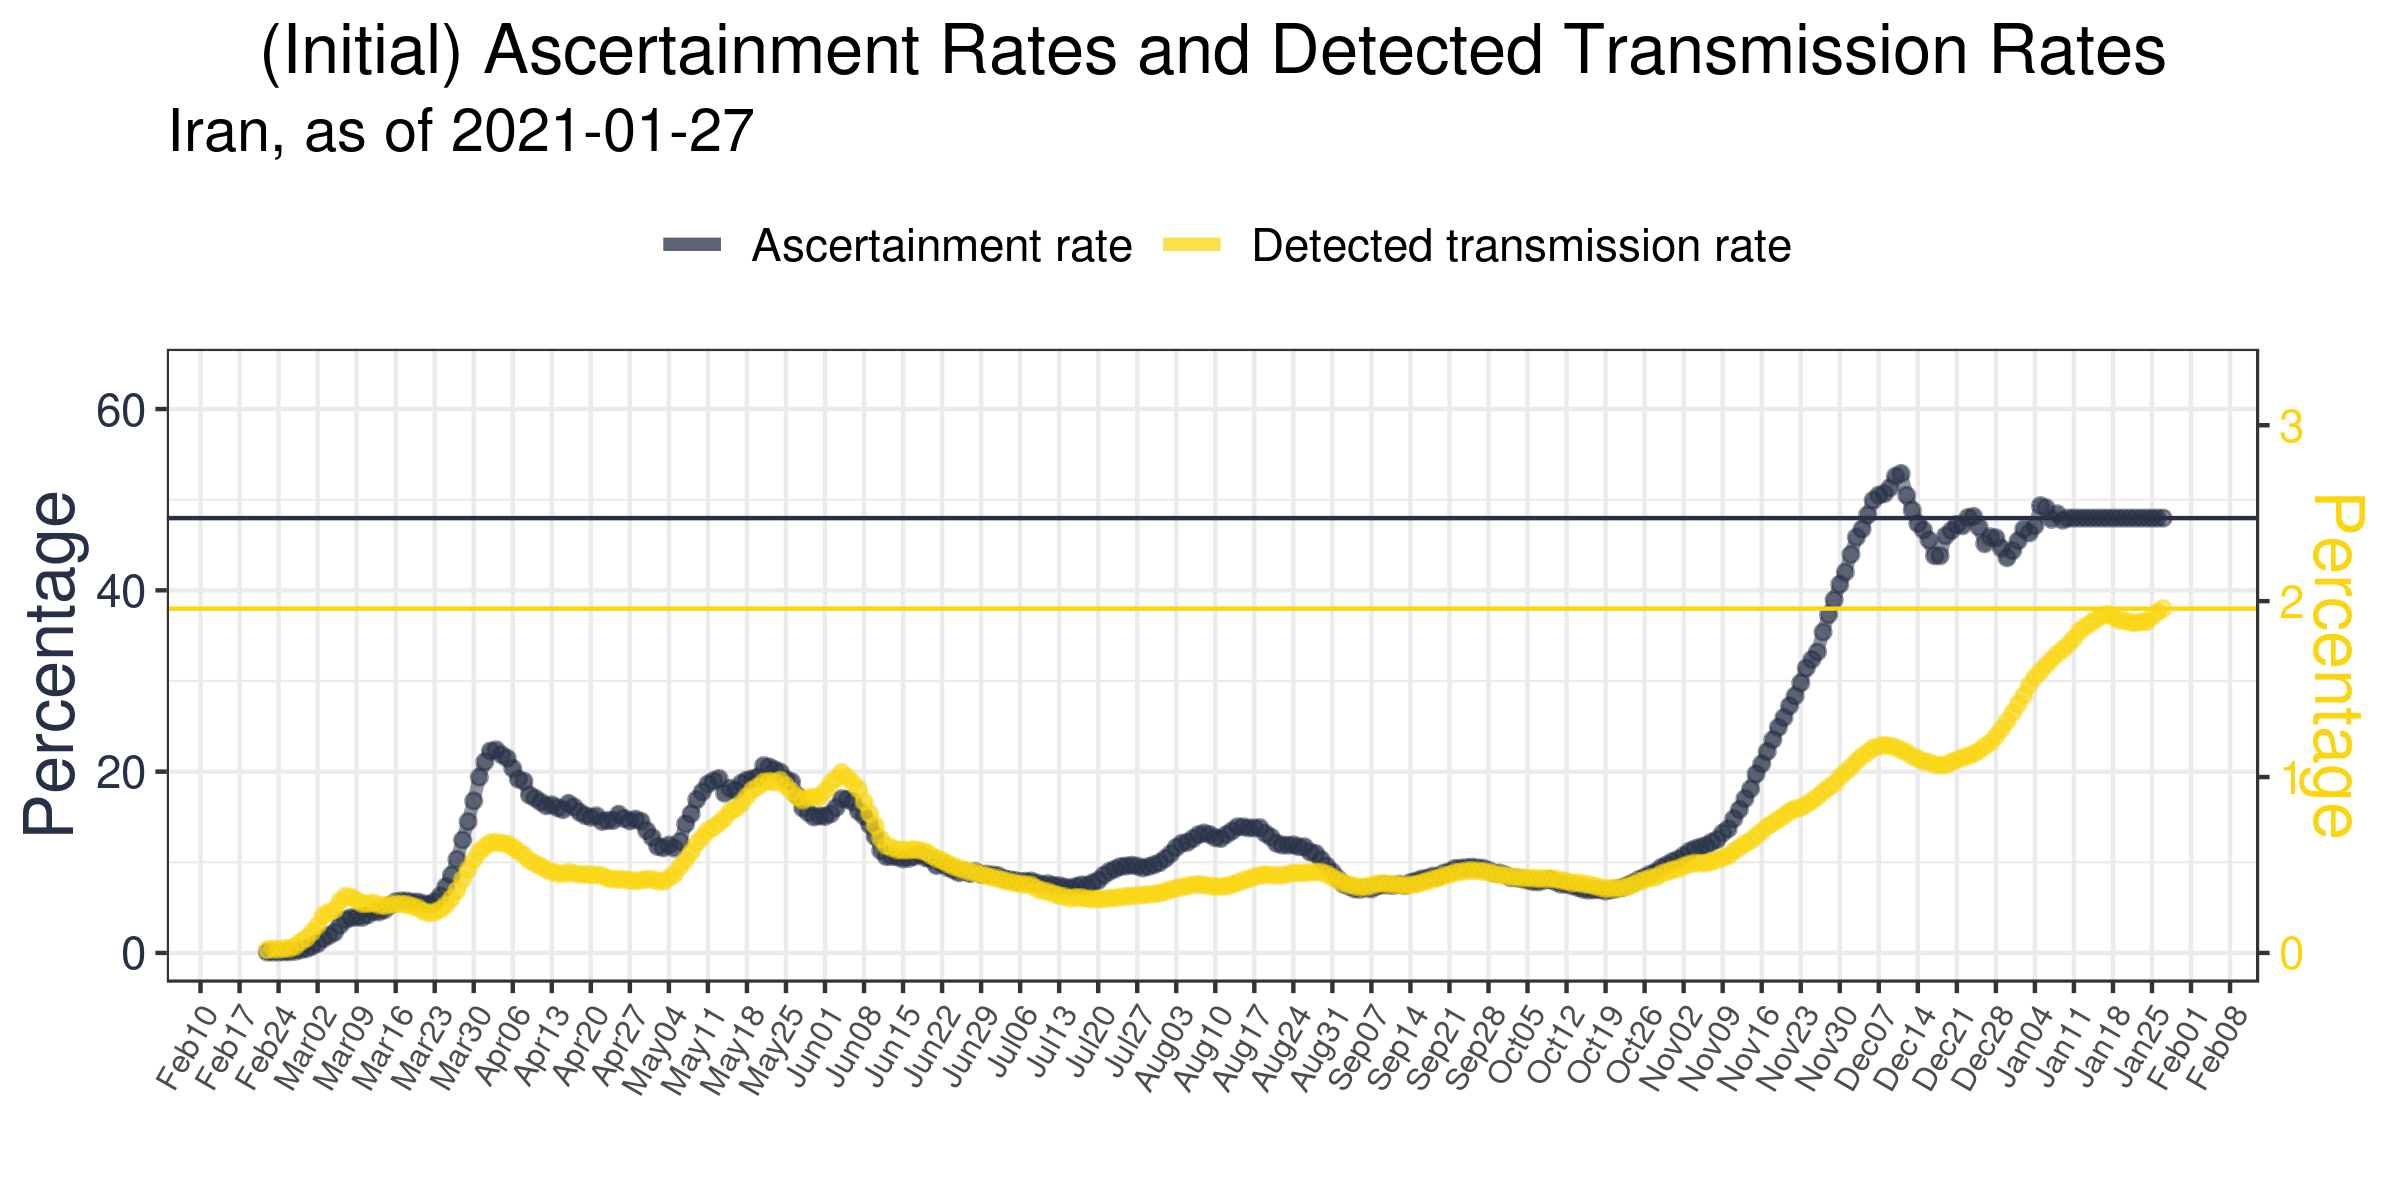 (Initial) Ascertainment Rates and Detected Transmission Rates
Iran, as of 2021-01-27
Ascertainment rate
Detected transmission rate
Percentage
60
40
20
0
3
2
1
0
Percentage
Feb10
Feb17
Feb24
Mar02
Mar09
Mar16
Mar23
Mar30
Apr06
Apr13
Apr20
Apr27
May04
May11
May18
May25
Jun01
Jun08
Jun15
Jun22
Jun29
Jul06
Jul13
Jul20
Jul27
Aug03
Aug10
Aug17
Aug24
Aug31
Sep07
Sep14
Sep21
Sep28
Oct05
Oct12
Oct19
Oct26
Nov02
Nov09
Nov16
Nov23
Nov30
Dec07
Dec14
Dec21
Dec28
Jan04
Jan11
Jan18
Jan25
Feb01
Feb08